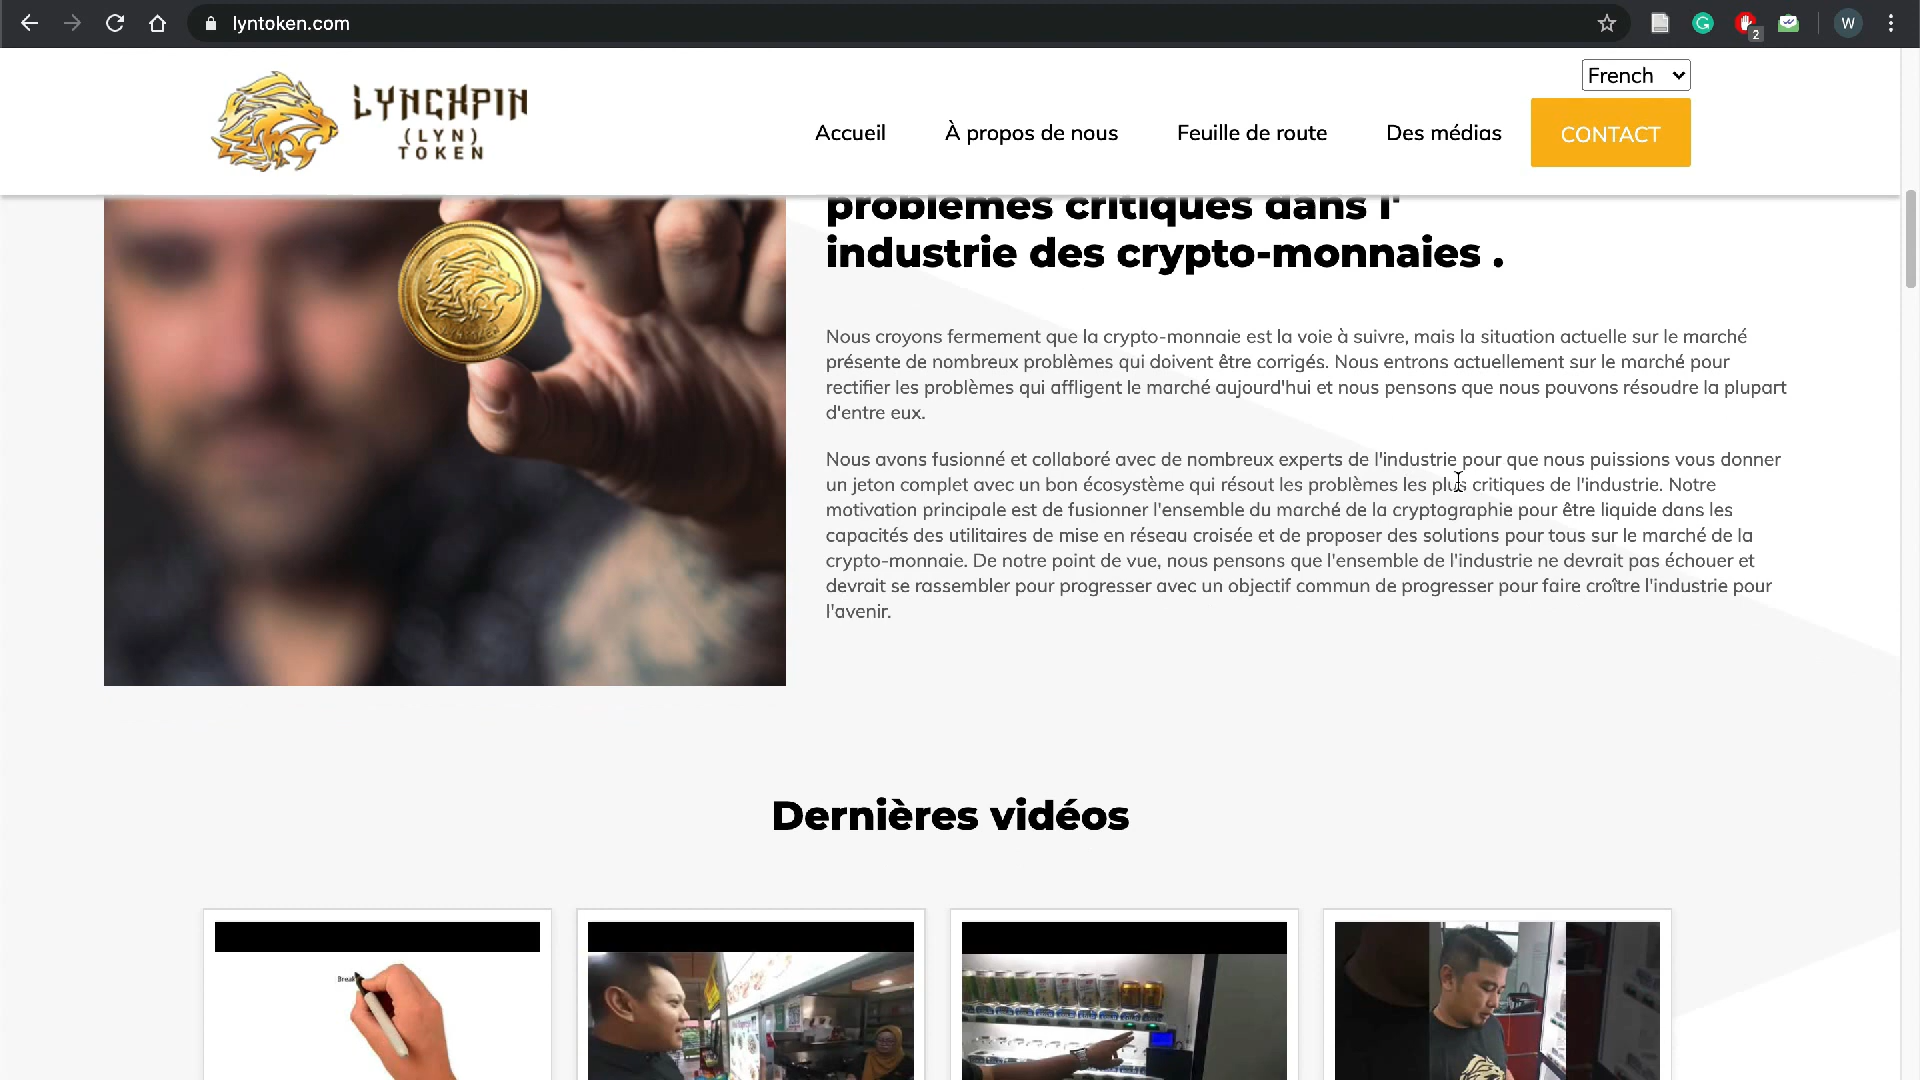 lyntoken.com
2
W
French
LYNCHPIN
(LYN)
TOKEN
Accueil
À propos de nous
Feuille de route
Des médias
CONTACT
problèmes critiques dans l'
industrie des crypto-monnaies .
Nous croyons fermement que la crypto-monnaie est la voie à suivre, mais la situation actuelle sur le marché
présente de nombreux problèmes qui doivent être corrigés. Nous entrons actuellement sur le marché pour
rectifier les problèmes qui affligent le marché aujourd'hui et nous pensons que nous pouvons résoudre la plupart
d'entre eux.
Nous avons fusionné et collaboré avec de nombreux experts de l'industrie pour que nous puissions vous donner
un jeton complet avec un bon écosystème qui résout les problèmes les plus critiques de l'industrie. Notre
motivation principale est de fusionner l'ensemble du marché de la cryptographie pour être liquide dans les
capacités des utilitaires de mise en réseau croisée et de proposer des solutions pour tous sur le marché de la
crypto-monnaie. De notre point de vue, nous pensons que l'ensemble de l'industrie ne devrait pas échouer et
devrait se rassembler pour progresser avec un objectif commun de progresser pour faire croître l'industrie pour
l'avenir.
Dernières vidéos
Break